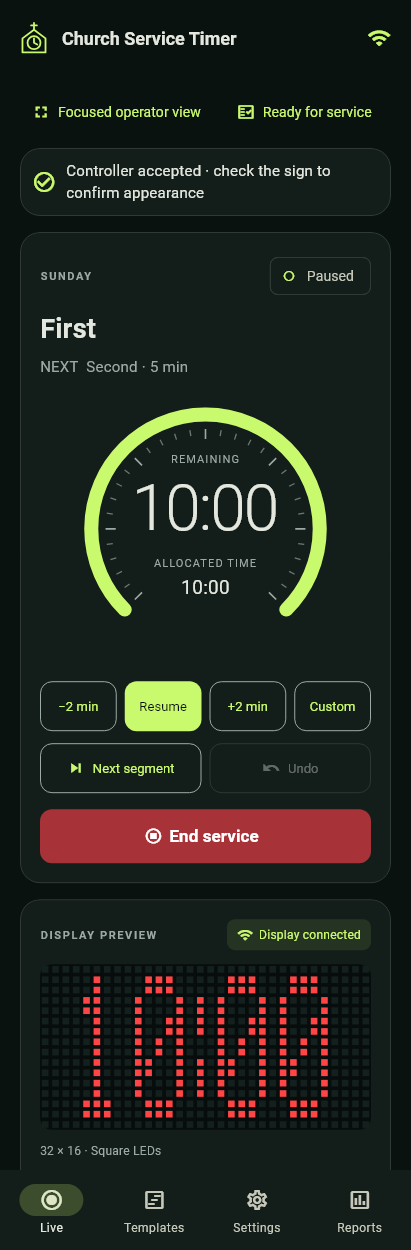 Church Service Timer
Focused operator view
Ready for service
Controller accepted · check the sign to
confirm appearance
SUNDAY
Paused
First
NEXT Second · 5 min
REMAINING
10:00
ALLOCATED TIME
10:00
−2 min
Resume
+2 min
Custom
Next segment
Undo
End service
DISPLAY PREVIEW
Display connected
10:00
32 × 16 · Square LEDs
Live
Templates
Settings
Reports